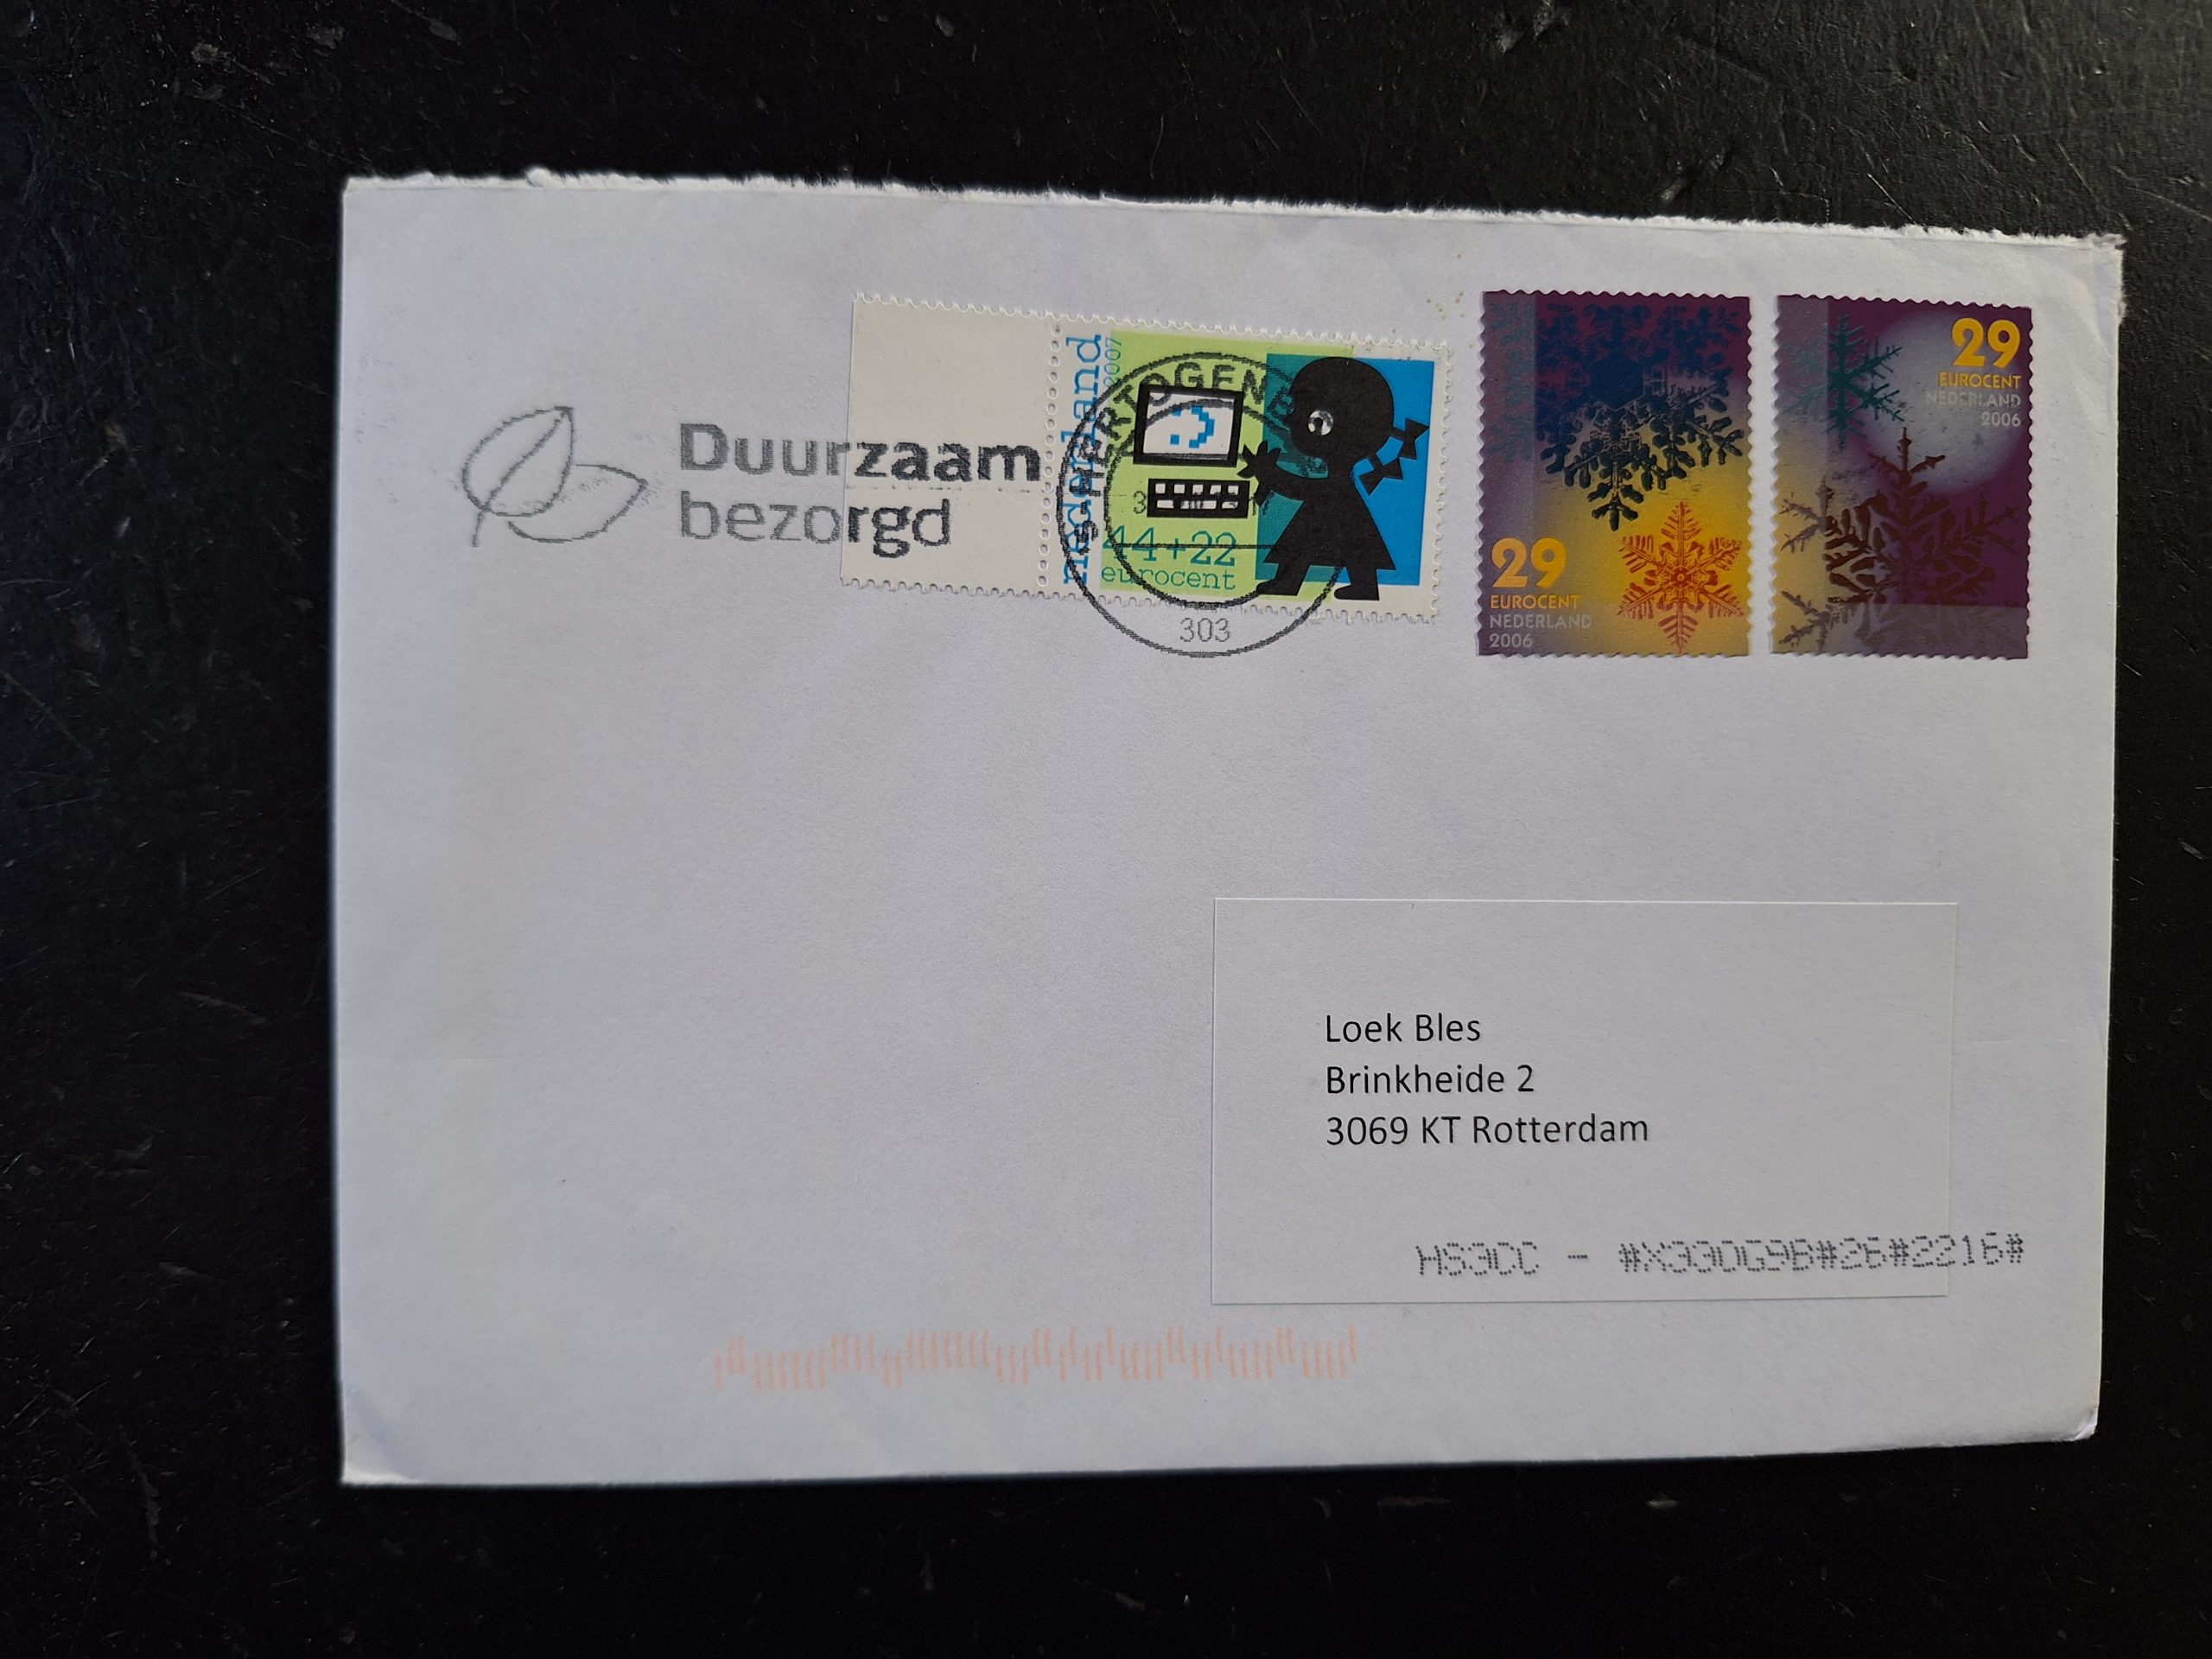 Duurzaam
bezorgd
nederland
2007
44+22
eurocent
303
29
EUROCENT
NEDERLAND
2006
29
EUROCENT
NEDERLAND
2006
Loek Bles
Brinkheide 2
3069 KT Rotterdam
HS3CC - #X330G9B#26#2216#